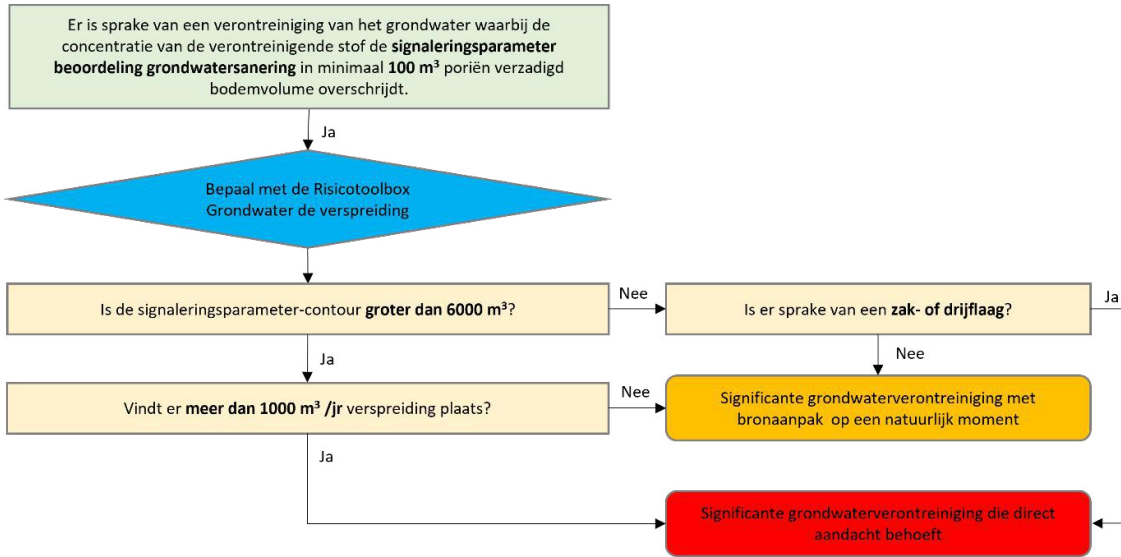 Er is sprake van een verontreiniging van het grondwater waarbij de
concentratie van de verontreinigende stof de signaleringsparameter
beoordeling grondwatersanering in minimaal 100 m³ poriën verzadigd
bodemvolume overschrijdt.
Ja
Bepaal met de Risicotoolbox
Grondwater de verspreiding
Is de signaleringsparameter-contour groter dan 6000 m³?
Nee
Is er sprake van een zak- of drijflaag?
Ja
Ja
Nee
Vindt er meer dan 1000 m³ /jr verspreiding plaats?
Nee
Significante grondwaterverontreiniging met
bronaanpak op een natuurlijk moment
Ja
Significante grondwaterverontreiniging die direct
aandacht behoeft